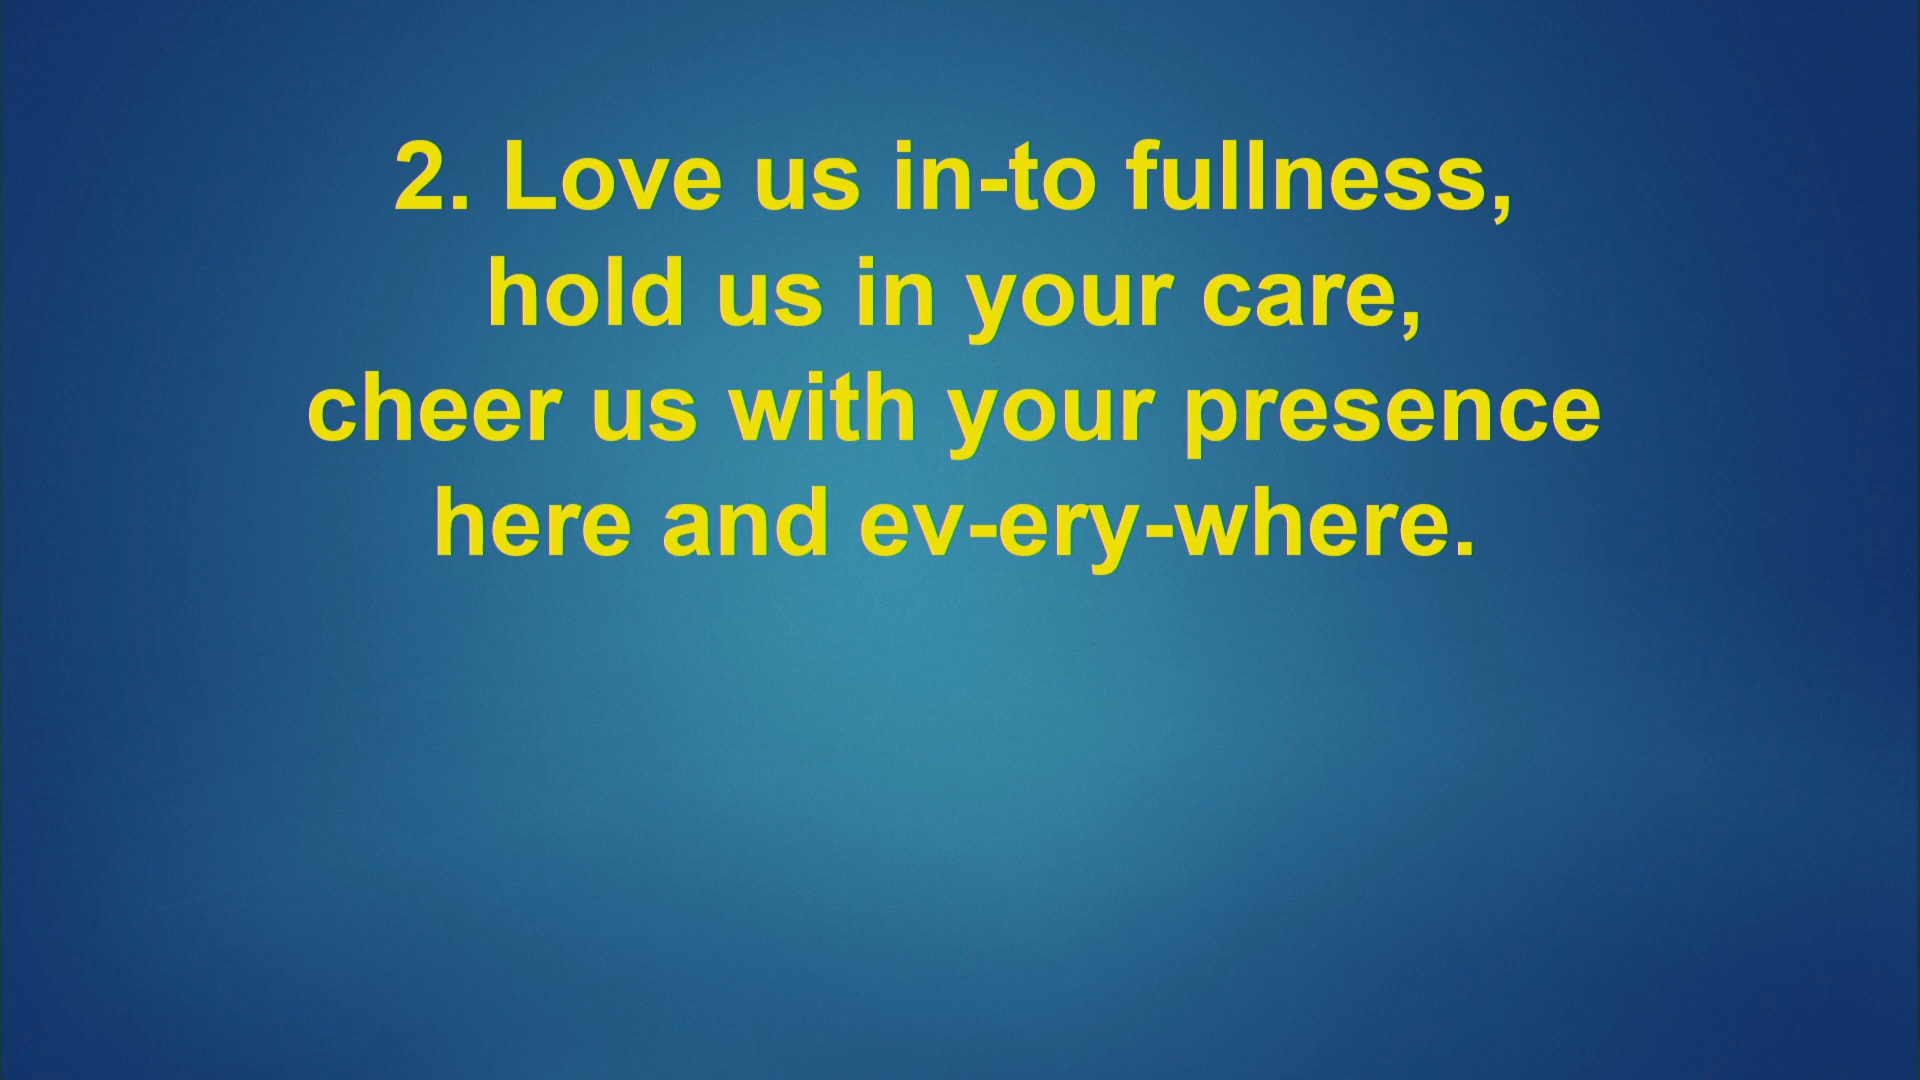 2. Love us in-to fullness,
hold us in your care,
cheer us with your presence
here and ev-ery-where.